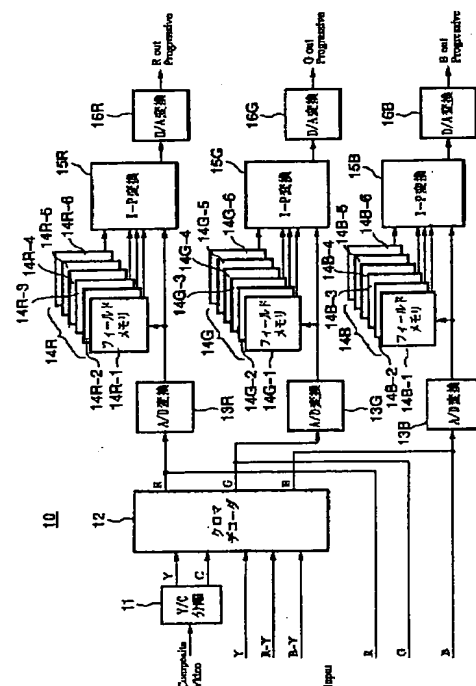 10
Composite
Video
11
Y/C
分離
Y
C
Y
R-Y
B-Y
Input
R
G
B
12
クロマ
デコーダ
R
G
B
A/D変換
13R
14R
14R-1
14R-2
14R-3
14R-4
14R-5
14R-6
フィールド
メモリ
15R
I-P変換
16R
D/A変換
R out
Progressive
A/D変換
13G
14G
14G-1
14G-2
14G-3
14G-4
14G-5
14G-6
フィールド
メモリ
15G
I-P変換
16G
D/A変換
G out
Progressive
A/D変換
13B
14B
14B-1
14B-2
14B-3
14B-4
14B-5
14B-6
フィールド
メモリ
15B
I-P変換
16B
D/A変換
B out
Progressive